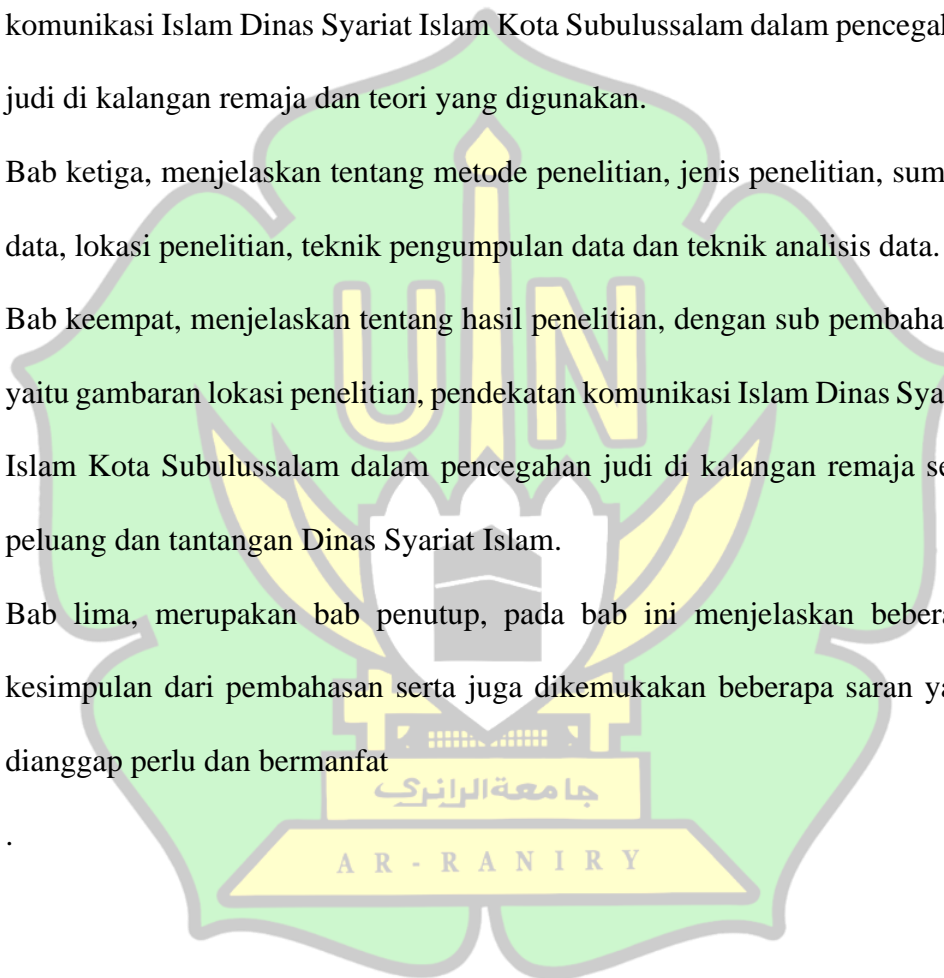 komunikasi Islam Dinas Syariat Islam Kota Subulussalam dalam pencegah
judi di kalangan remaja dan teori yang digunakan.
Bab ketiga, menjelaskan tentang metode penelitian, jenis penelitian, sum
data, lokasi penelitian, teknik pengumpulan data dan teknik analisis data.
Bab keempat, menjelaskan tentang hasil penelitian, dengan sub pembaha
yaitu gambaran lokasi penelitian, pendekatan komunikasi Islam Dinas Sya
Islam Kota Subulussalam dalam pencegahan judi di kalangan remaja se
peluang dan tantangan Dinas Syariat Islam.
Bab lima, merupakan bab penutup, pada bab ini menjelaskan bebera
kesimpulan dari pembahasan serta juga dikemukakan beberapa saran ya
dianggap perlu dan bermanfat
.
UIN
جامعة الرانري
AR-RANIRY